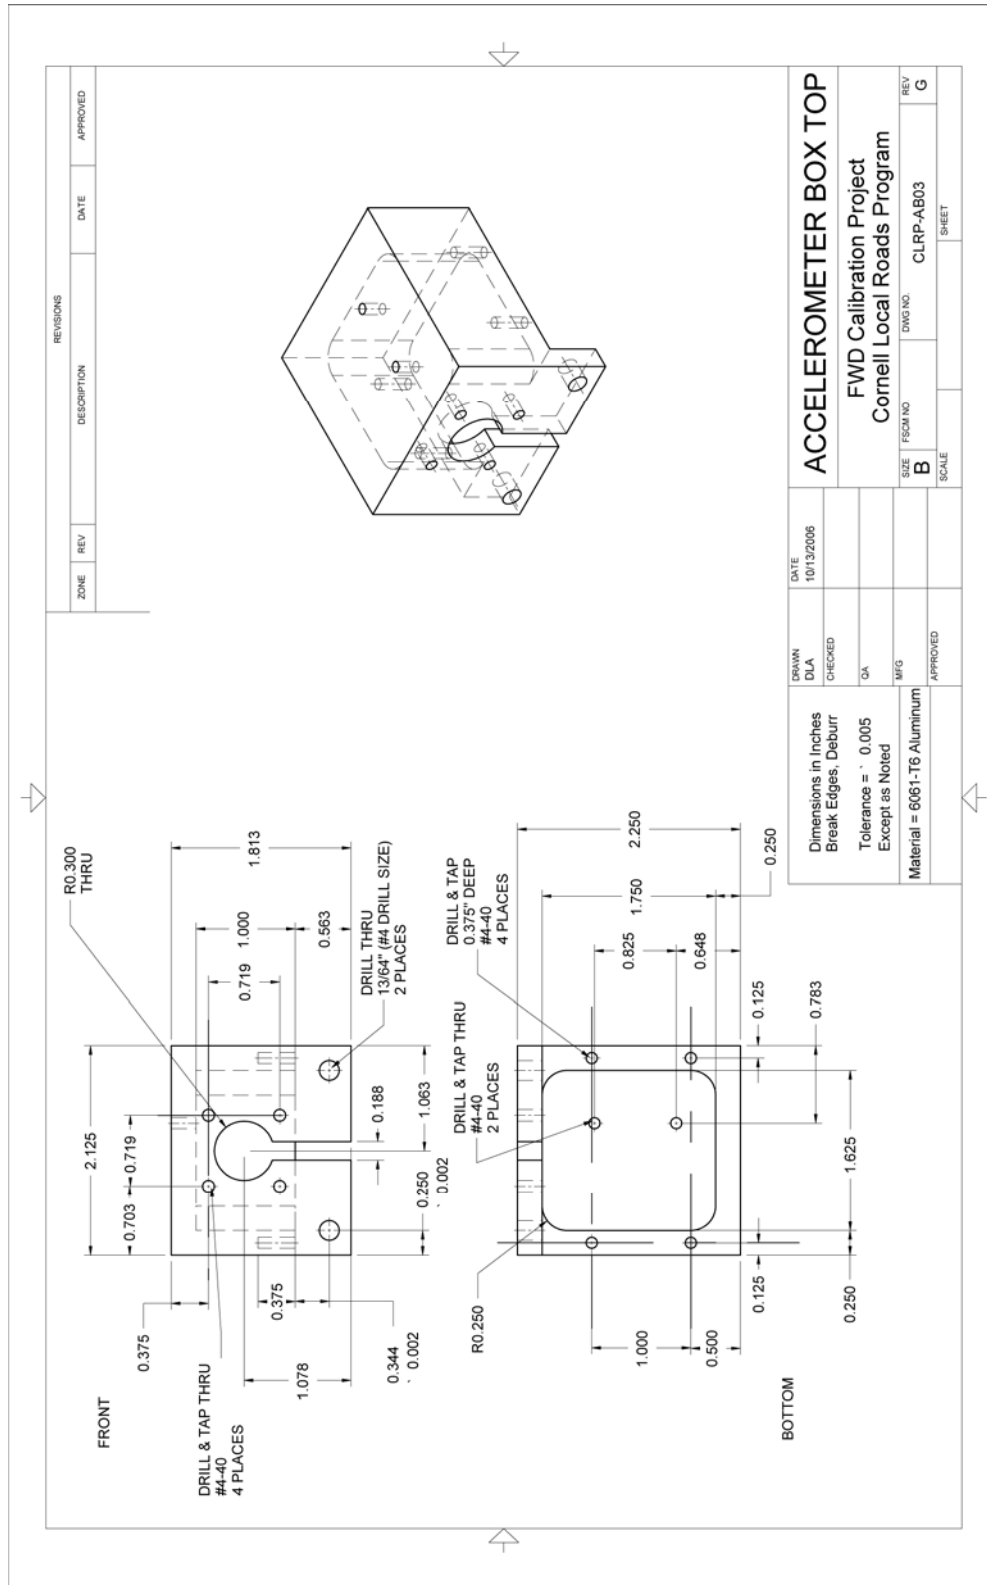 REVISIONS
ZONE
REV
DESCRIPTION
DATE
APPROVED
FRONT
DRILL & TAP THRU
#4-40
4 PLACES
0.375
2.125
0.703
0.719
R0.300
THRU
1.813
1.000
0.719
0.563
DRILL THRU
13/64" (#4 DRILL SIZE)
2 PLACES
1.078
0.375
0.344
` 0.002
0.250
` 0.002
0.188
1.063
BOTTOM
R0.250
DRILL & TAP THRU
#4-40
2 PLACES
DRILL & TAP
0.375" DEEP
#4-40
4 PLACES
2.250
1.750
0.825
0.648
0.250
1.000
0.500
0.125
0.250
1.625
0.125
0.783
Dimensions in Inches
Break Edges, Deburr
Tolerance = ` 0.005
Except as Noted
Material = 6061-T6 Aluminum
DRAWN
DLA
DATE
10/13/2006
CHECKED
QA
MFG
APPROVED
ACCELEROMETER BOX TOP
FWD Calibration Project
Cornell Local Roads Program
SIZE
B
FSCM NO
DWG NO.
CLRP-AB03
REV
G
SCALE
SHEET